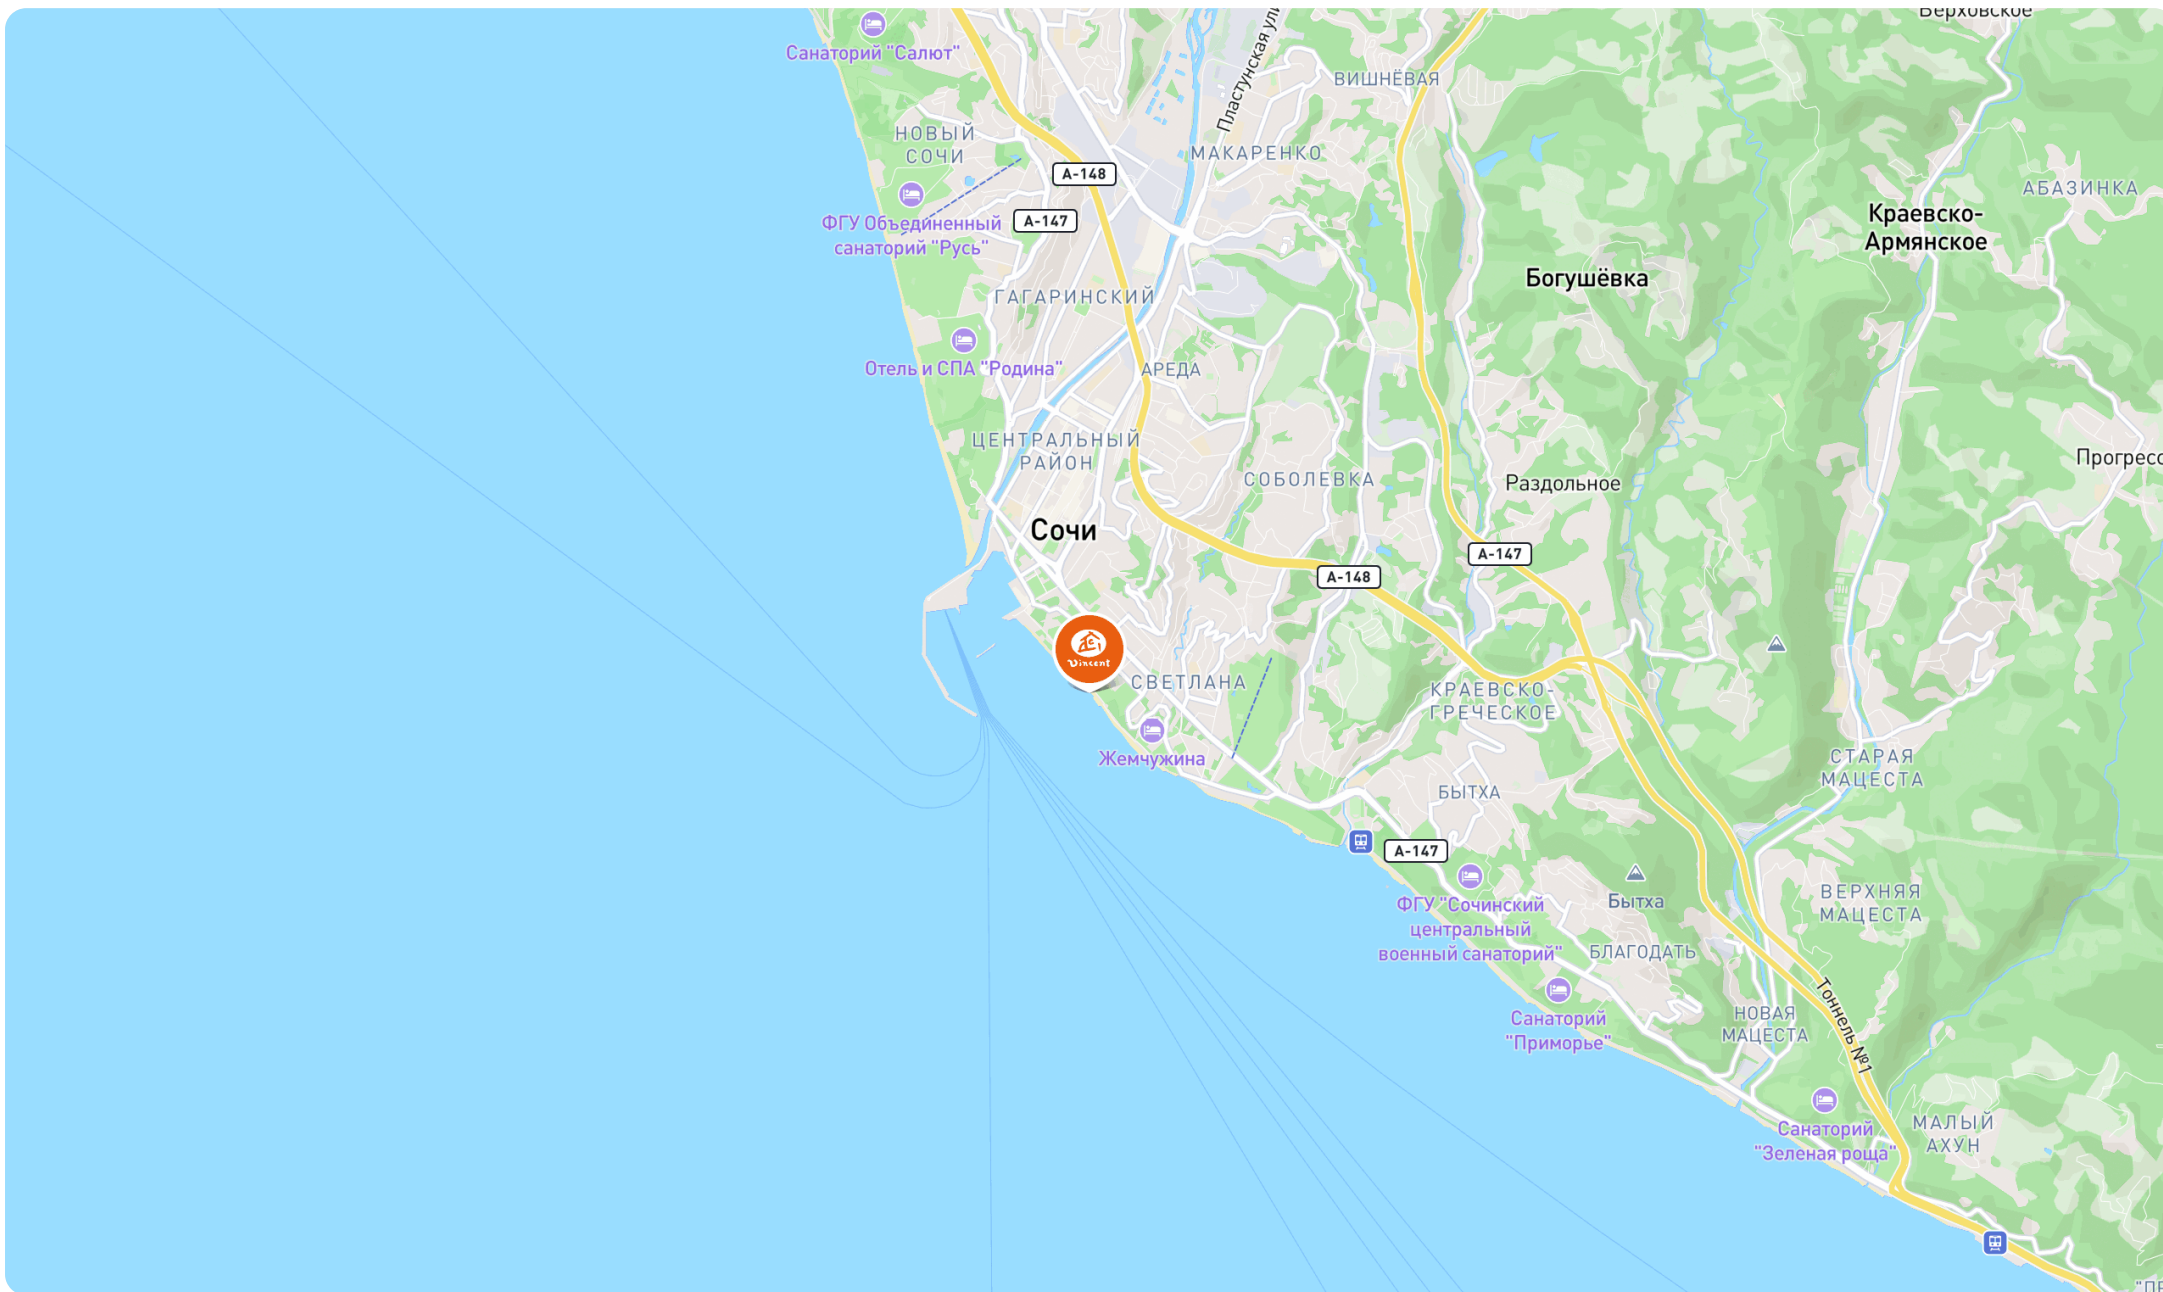 Верховское
Санаторий "Салют"
Пластунская ули
ВИШНЁВАЯ
НОВЫЙ
СОЧИ
МАКАРЕНКО
А-148
АБАЗИНКА
ФГУ Объединенный
санаторий "Русь"
А-147
Краевско-
Армянское
Богушёвка
ГАГАРИНСКИЙ
Отель и СПА "Родина"
АРЕДА
ЦЕНТРАЛЬНЫЙ
РАЙОН
СОБОЛЕВКА
Раздольное
Прогресс
Сочи
А-147
А-148
Vincent
СВЕТЛАНА
КРАЕВСКО-
ГРЕЧЕСКОЕ
Жемчужина
СТАРАЯ
МАЦЕСТА
БЫТХА
А-147
ФГУ "Сочинский
центральный
военный санаторий"
Бытха
ВЕРХНЯЯ
МАЦЕСТА
БЛАГОДАТЬ
Санаторий
"Приморье"
НОВАЯ
МАЦЕСТА
Тоннель №1
Санаторий
"Зеленая роща"
МАЛЫЙ
АХУН